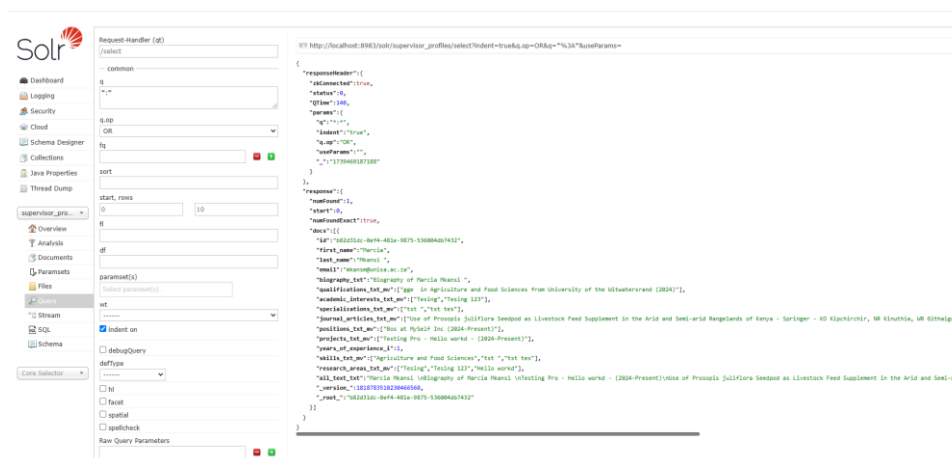 Solr
Dashboard
Logging
Security
Cloud
Schema Designer
Collections
Java Properties
Thread Dump
supervisor_pro...
Overview
Analysis
Documents
Paramsets
Files
Query
Stream
SQL
Schema
Core Selector
Request-Handler (qt)
/select
common
q
*:*
q.op
OR
fq
sort
start, rows
0 10
fl
df
paramset(s)
Select paramset(s)...
wt
------
indent on
debugQuery
defType
------
hl
facet
spatial
spellcheck
Raw Query Parameters
http://localhost:8983/solr/supervisor_profiles/select?indent=true&q.op=OR&q=*%3A*&useParams=
{
"responseHeader":{
"zkConnected":true,
"status":0,
"QTime":140,
"params":{
"q":"*:*",
"indent":"true",
"q.op":"OR",
"useParams":"",
"_":"1739469187188"
}
},
"response":{
"numFound":1,
"start":0,
"numFoundExact":true,
"docs":[{
"id":"b82d31dc-8ef4-481e-9875-536004db7432",
"first_name":"Marcia",
"last_name":"Mkansi ",
"email":"mkansm@unisa.ac.za",
"biography_txt":"Biography of Marcia Mkansi ",
"qualifications_txt_mv":["gge  in Agriculture and Food Sciences from University of the Witwatersrand (2024)"],
"academic_interests_txt_mv":["Tesing","Tesing 123"],
"specializations_txt_mv":["tst ","tst tes"],
"journal_articles_txt_mv":["Use of Prosopis juliflora Seedpod as Livestock Feed Supplement in the Arid and Semi-arid Rangelands of Kenya - Springer - KO Kipchirchir, NR Kinuthia, WR Githaig
"positions_txt_mv":["Bos at MySelf Inc (2024-Present)"],
"projects_txt_mv":["Testing Pro - Hello workd - (2024-Present)"],
"years_of_experience_i":1,
"skills_txt_mv":["Agriculture and Food Sciences","tst ","tst tes"],
"research_areas_txt_mv":["Tesing","Tesing 123","Hello workd"],
"all_text_txt":"Marcia Mkansi \nBiography of Marcia Mkansi \nTesting Pro - Hello workd - (2024-Present)\nUse of Prosopis juliflora Seedpod as Livestock Feed Supplement in the Arid and Semi-a
"_version_":1818783510230466560,
"_root_":"b82d31dc-8ef4-481e-9875-536004db7432"
}]
}
}